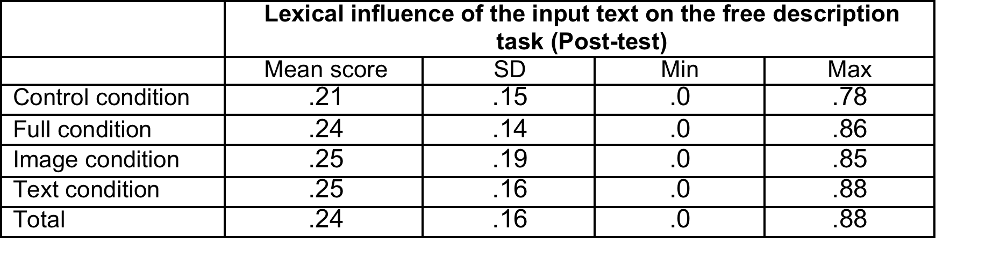 Lexical influence of the input text on the free description
task (Post-test)
Mean score SD Min Max
Control condition .21 .15 .0 .78
Full condition .24 .14 .0 .86
Image condition .25 .19 .0 .85
Text condition .25 .16 .0 .88
Total .24 .16 .0 .88